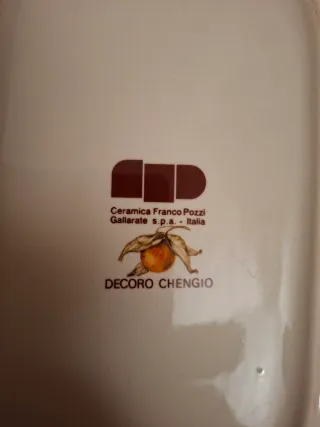 Ceramica Franco Pozzi
Gallarate s.p.a. - Italia
DECORO CHENGIO